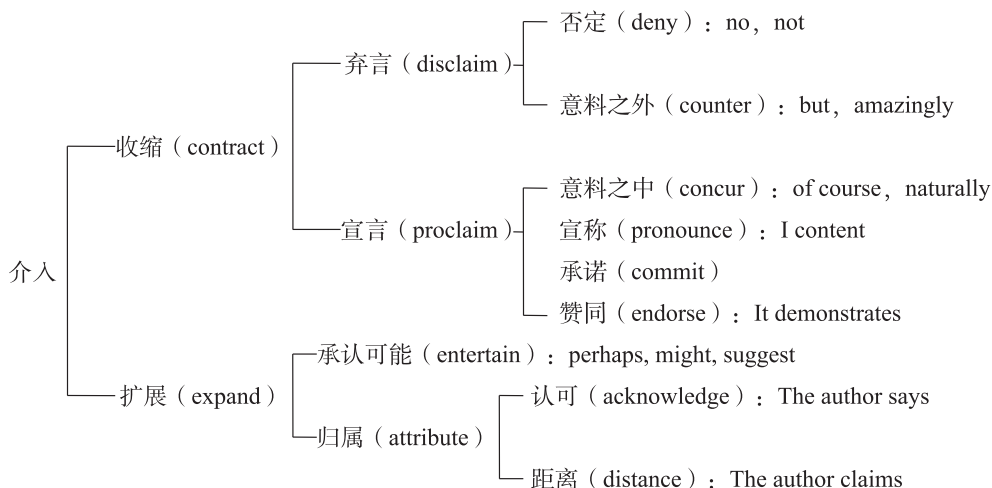 否定（deny）：no，not
弃言（disclaim）
意料之外（counter）：but，amazingly
收缩（contract）
意料之中（concur）：of course，naturally
宣言（proclaim）
宣称（pronounce）：I content
介入
承诺（commit）
赞同（endorse）：It demonstrates
承认可能（entertain）：perhaps, might, suggest
扩展（expand）
认可（acknowledge）：The author says
归属（attribute）
距离（distance）：The author claims